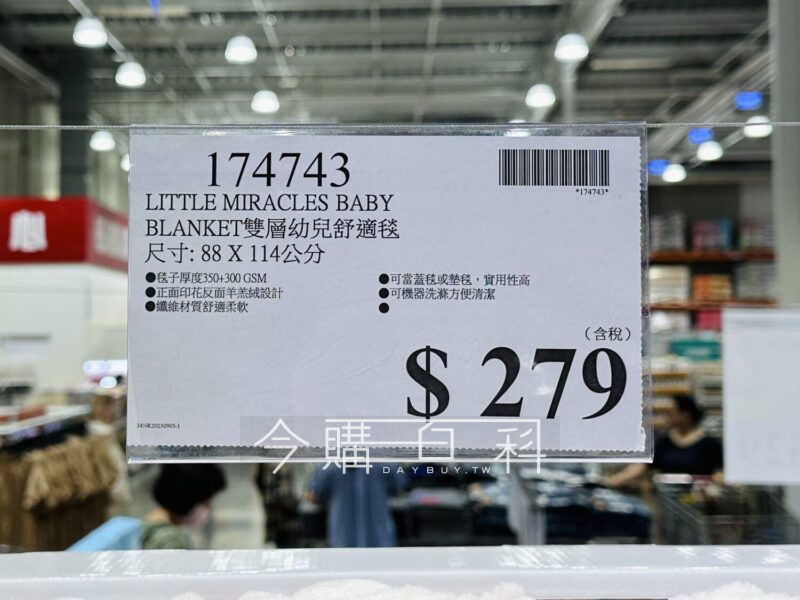 174743
*174743*
LITTLE MIRACLES BABY
BLANKET雙層幼兒舒適毯
尺寸: 88 X 114公分
●毯子厚度350+300 GSM
●正面印花反面羊羔絨設計
●纖維材質舒適柔軟
●可當蓋毯或墊毯，實用性高
●可機器洗滌方便清潔
●
(含稅)
$ 279
J4NR20250905-1
今購百科
DAYBUY.TW